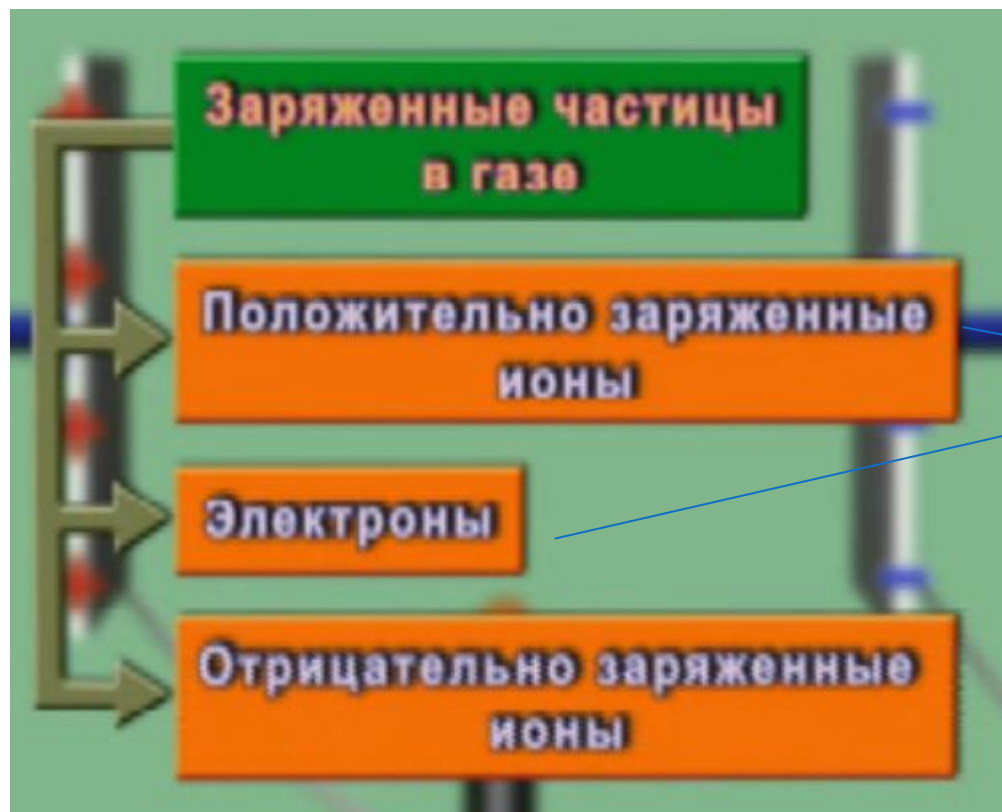 Заряженные частицы
в газе
Положительно заряженные
ионы
Электроны
Отрицательно заряженные
ионы